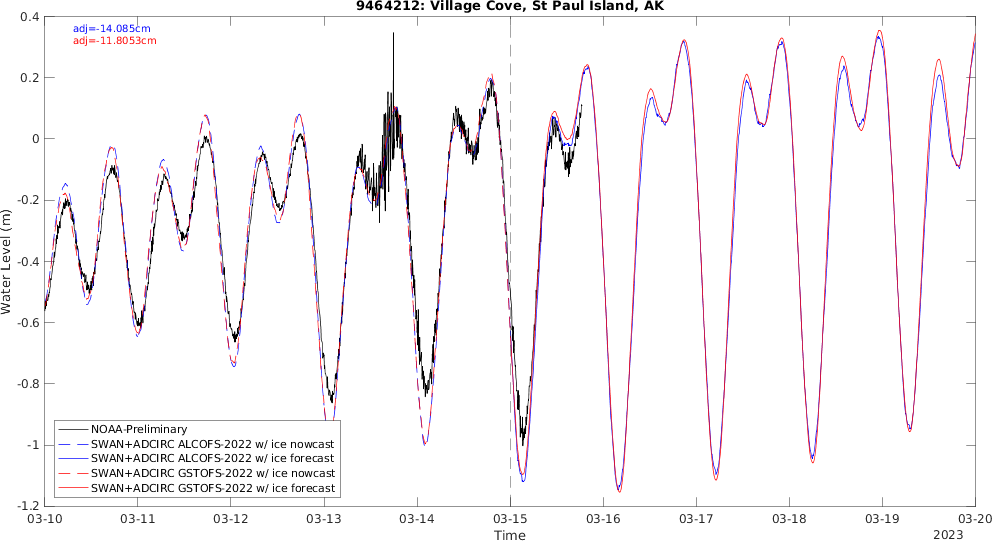 9464212: Village Cove, St Paul Island, AK
adj=-14.085cm
adj=-11.8053cm
0.4
0.2
0
-0.2
-0.4
-0.6
-0.8
-1
-1.2
Water Level (m)
NOAA-Preliminary
SWAN+ADCIRC ALCOFS-2022 w/ ice nowcast
SWAN+ADCIRC ALCOFS-2022 w/ ice forecast
SWAN+ADCIRC GSTOFS-2022 w/ ice nowcast
SWAN+ADCIRC GSTOFS-2022 w/ ice forecast
03-10 03-11 03-12 03-13 03-14 03-15 03-16 03-17 03-18 03-19 03-20
Time
2023